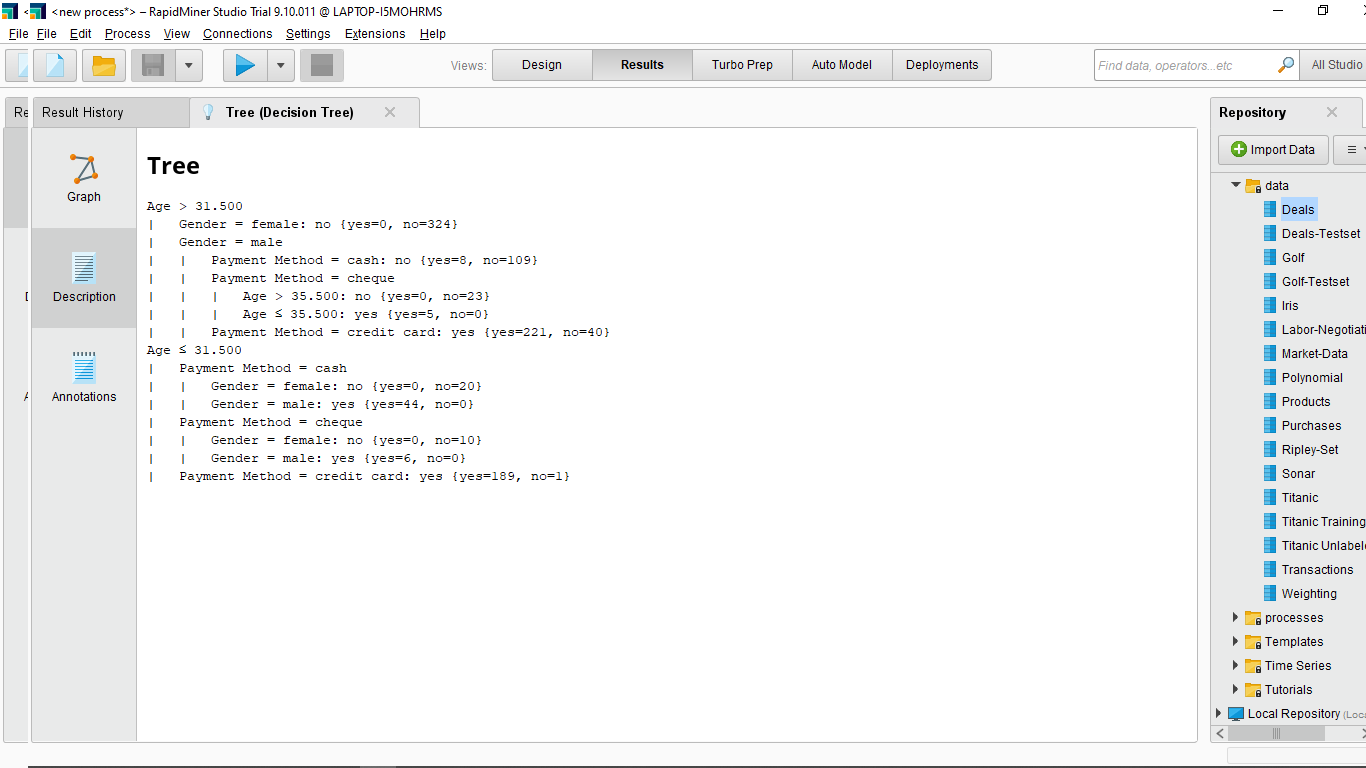 <new process*> – RapidMiner Studio Trial 9.10.011 @ LAPTOP-I5MOHRMS
File File Edit Process View Connections Settings Extensions Help
Views: Design Results Turbo Prep Auto Model Deployments Find data, operators...etc All Studio
Re Result History Tree (Decision Tree) Repository
Import Data
Graph
Description
Annotations
Tree
Age > 31.500
| Gender = female: no {yes=0, no=324}
| Gender = male
| | Payment Method = cash: no {yes=8, no=109}
| | Payment Method = cheque
| | | Age > 35.500: no {yes=0, no=23}
| | | Age ≤ 35.500: yes {yes=5, no=0}
| | Payment Method = credit card: yes {yes=221, no=40}
Age ≤ 31.500
| Payment Method = cash
| | Gender = female: no {yes=0, no=20}
| | Gender = male: yes {yes=44, no=0}
| Payment Method = cheque
| | Gender = female: no {yes=0, no=10}
| | Gender = male: yes {yes=6, no=0}
| Payment Method = credit card: yes {yes=189, no=1}
data
Deals
Deals-Testset
Golf
Golf-Testset
Iris
Labor-Negotiati
Market-Data
Polynomial
Products
Purchases
Ripley-Set
Sonar
Titanic
Titanic Training
Titanic Unlabel
Transactions
Weighting
processes
Templates
Time Series
Tutorials
Local Repository (Loc